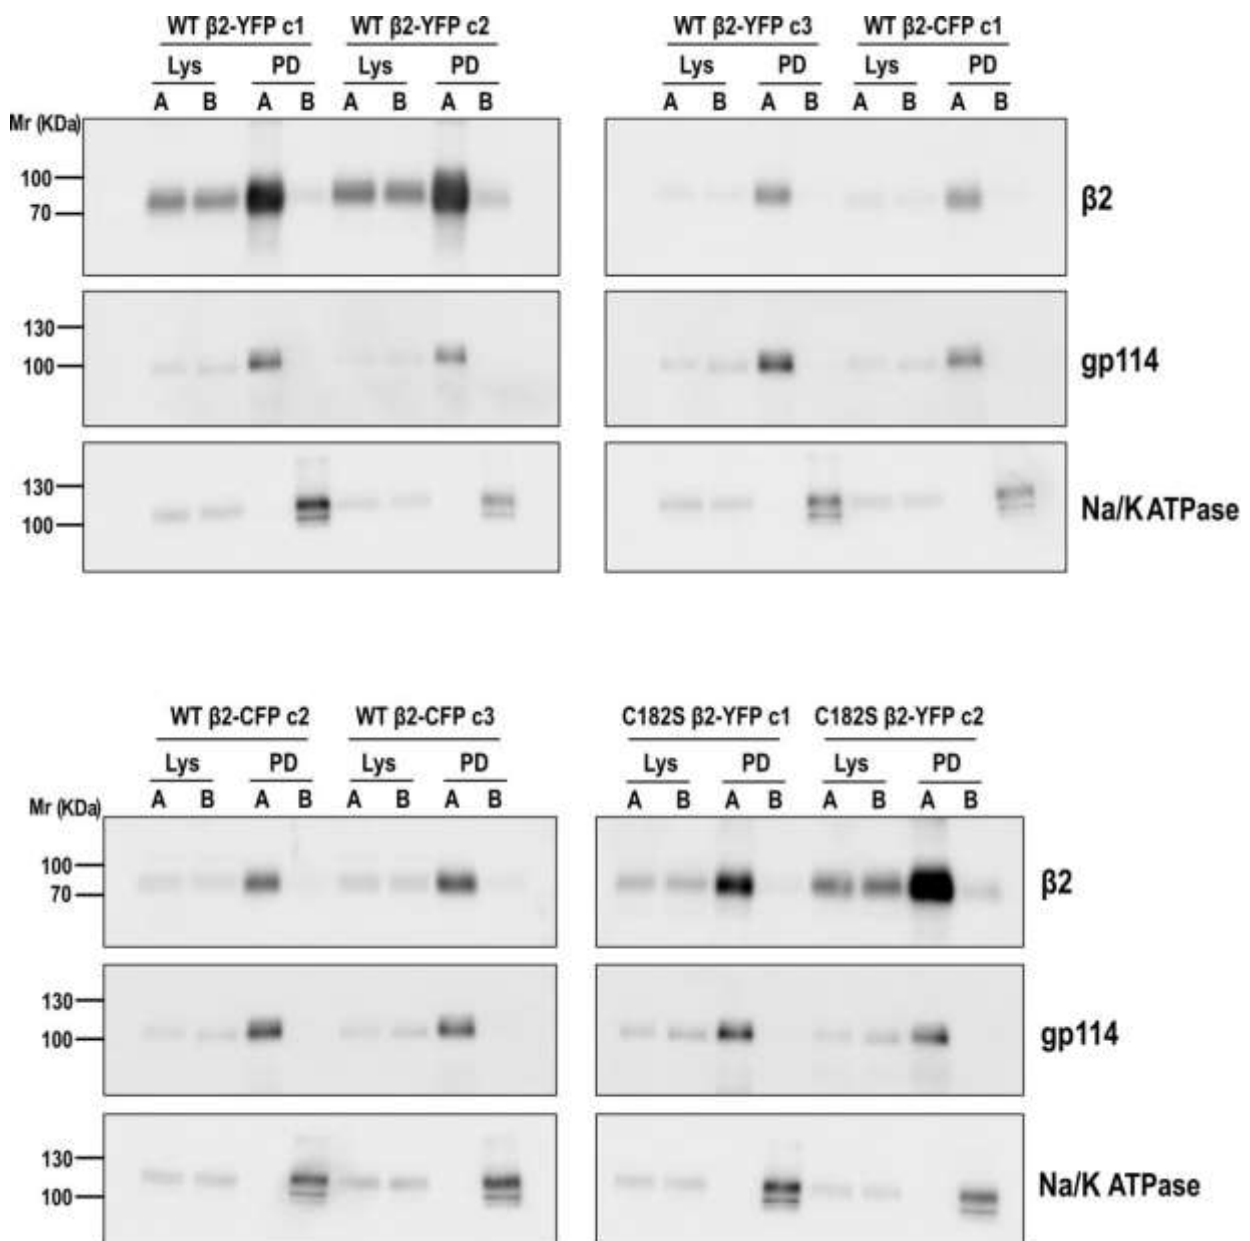 WT β2-YFP c1 WT β2-YFP c2 WT β2-YFP c3 WT β2-CFP c1
Lys PD Lys PD Lys PD Lys PD
A B A B A B A B A B A B A B A B
Mr (KDa)
100
70
β2
130
100
gp114
130
100
Na/K ATPase
WT β2-CFP c2 WT β2-CFP c3 C182S β2-YFP c1 C182S β2-YFP c2
Lys PD Lys PD Lys PD Lys PD
A B A B A B A B A B A B A B A B
Mr (KDa)
100
70
β2
130
100
gp114
130
100
Na/K ATPase